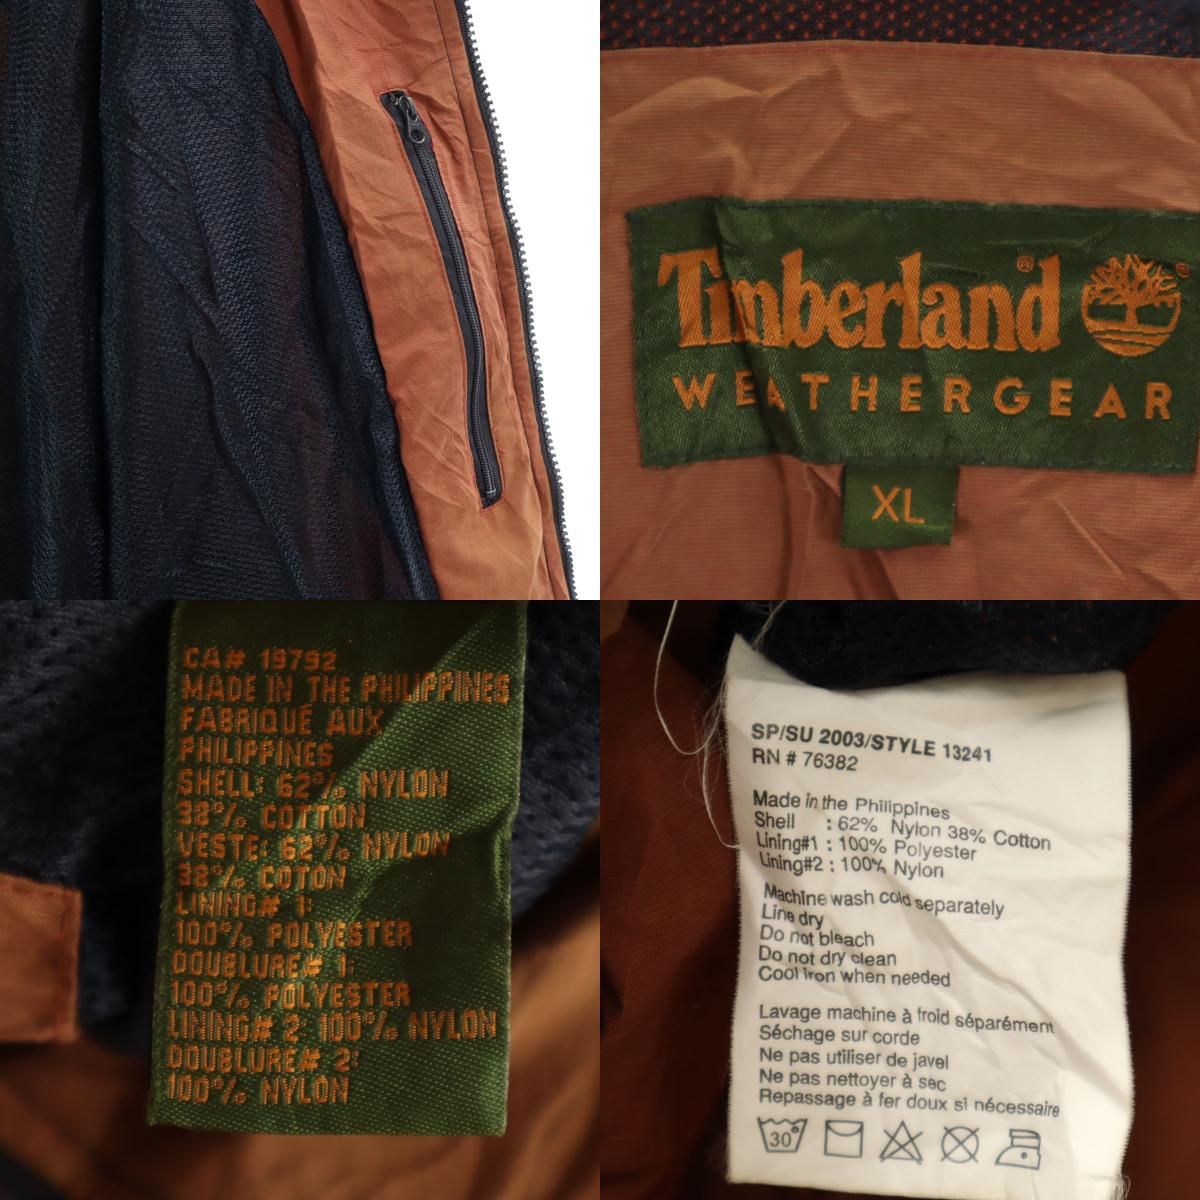 Timberland®
®
WEATHERGEAR
XL
CA# 19792
MADE IN THE PHILIPPINES
FABRIQUÉ AUX
PHILIPPINES
SHELL: 62% NYLON
38% COTTON
VESTE: 62% NYLON
38% COTON
LINING# 1:
100% POLYESTER
DOUBLURE# 1:
100% POLYESTER
LINING# 2 100% NYLON
DOUBLURE# 2:
100% NYLON
SP/SU 2003/STYLE 13241
RN # 76382
Made in the Philippines
Shell : 62% Nylon 38% Cotton
Lining#1 : 100% Polyester
Lining#2 : 100% Nylon
Machine wash cold separately
Line dry
Do not bleach
Do not dry clean
Cool iron when needed
Lavage machine à froid séparément
Séchage sur corde
Ne pas utiliser de javel
Ne pas nettoyer à sec
Repassage à fer doux si nécessaire
30°